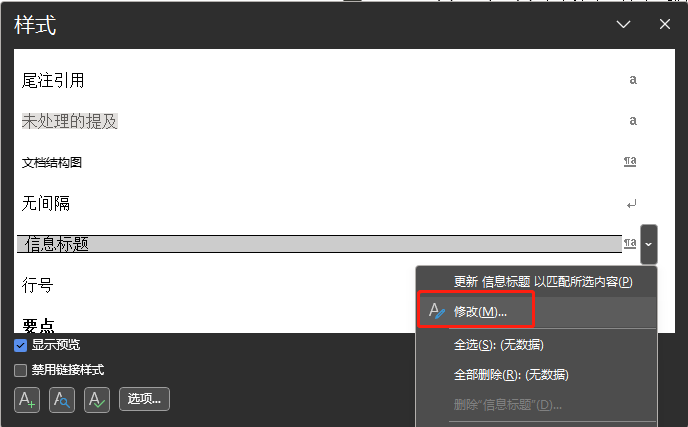 样式
尾注引用 a
未处理的提及 a
文档结构图 ¶a
无间隔 ↵
信息标题 ¶a
行号
要点
更新 信息标题 以匹配所选内容(P)
修改(M)...
全选(S): (无数据)
全部删除(R): (无数据)
删除“信息标题”(D)...
显示预览
禁用链接样式
选项...